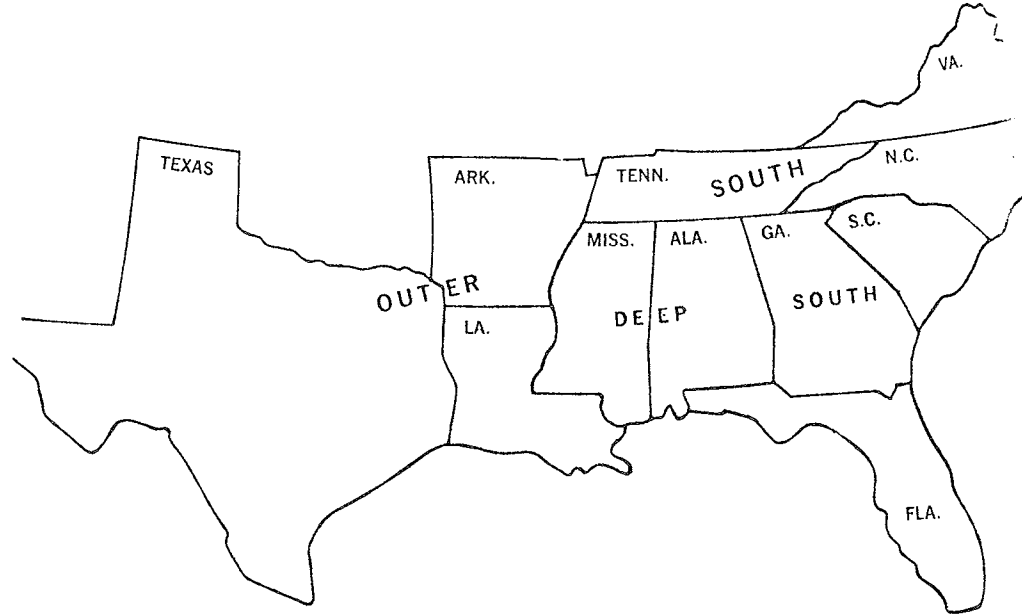 VA.
TEXAS
ARK.
TENN.
SOUTH
N.C.
MISS.
ALA.
GA.
S.C.
OUTER
DEEP
SOUTH
LA.
FLA.